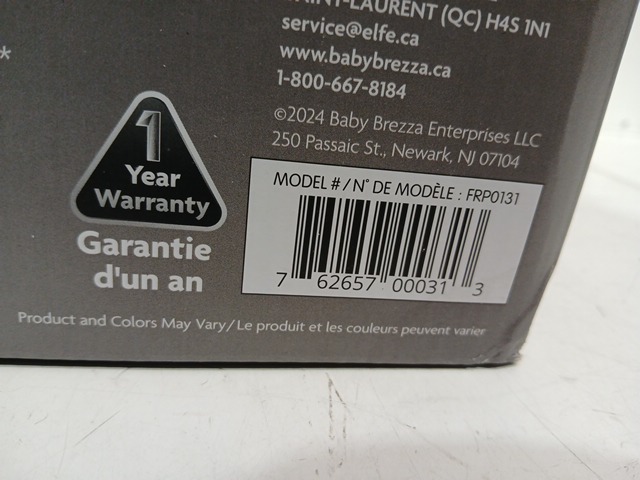 SAINT-LAURENT (QC) H4S 1N1
service@elfe.ca
www.babybrezza.ca
1-800-667-8184
©2024 Baby Brezza Enterprises LLC
250 Passaic St., Newark, NJ 07104
*
1
Year
Warranty
Garantie
d'un an
MODEL # / N° DE MODÈLE : FRP0131
7 62657 00031 3
Product and Colors May Vary/Le produit et les couleurs peuvent varier